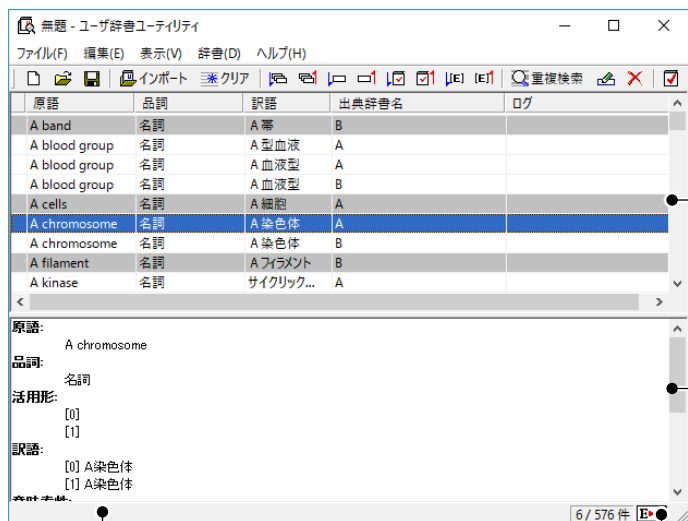 無題 - ユーザ辞書ユーティリティ
ファイル(F) 編集(E) 表示(V) 辞書(D) ヘルプ(H)
インポート クリア [E] [E] 重複検索
原語 品詞 訳語 出典辞書名 ログ
A band 名詞 A 帯 B
A blood group 名詞 A 型血液 A
A blood group 名詞 A 血液型 A
A blood group 名詞 A 血液型 B
A cells 名詞 A 細胞 A
A chromosome 名詞 A 染色体 A
A chromosome 名詞 A 染色体 B
A filament 名詞 A フィラメント B
A kinase 名詞 サイクリック... A
原語:
A chromosome
品詞:
名詞
活用形:
[0]
[1]
訳語:
[0] A染色体
[1] A染色体
6 / 576 件 E